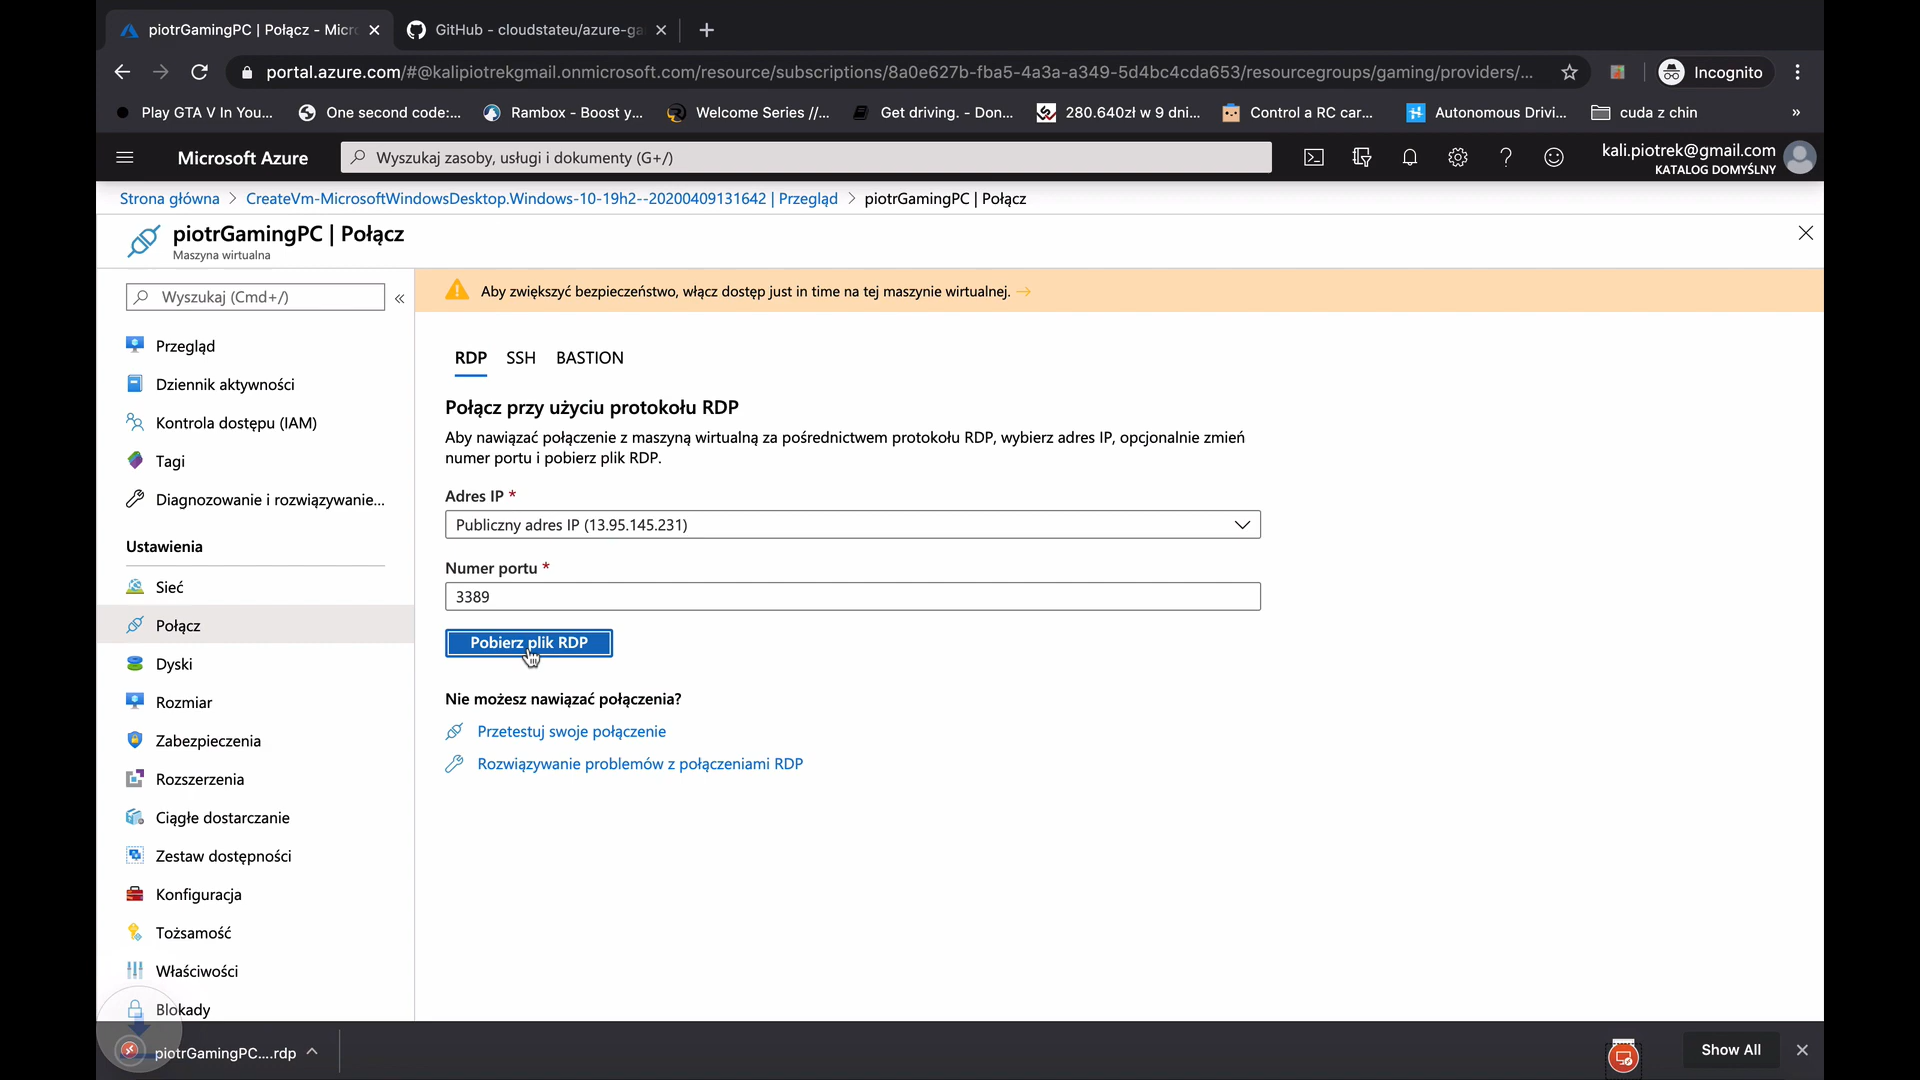 piotrGamingPC | Połącz - Micr
GitHub - cloudstateu/azure-ga
portal.azure.com/#@kalipiotrekgmail.onmicrosoft.com/resource/subscriptions/8a0e627b-fba5-4a3a-a349-5d4bc4cda653/resourcegroups/gaming/providers/...
Incognito
Play GTA V In You...
One second code:...
Rambox - Boost y...
Welcome Series //...
Get driving. - Don...
280.640zł w 9 dni...
Control a RC car...
Autonomous Drivi...
cuda z chin
»
Microsoft Azure
Wyszukaj zasoby, usługi i dokumenty (G+/)
kali.piotrek@gmail.com
KATALOG DOMYŚLNY
Strona główna > CreateVm-MicrosoftWindowsDesktop.Windows-10-19h2--20200409131642 | Przegląd > piotrGamingPC | Połącz
piotrGamingPC | Połącz
Maszyna wirtualna
Wyszukaj (Cmd+/)
«
Przegląd
Dziennik aktywności
Kontrola dostępu (IAM)
Tagi
Diagnozowanie i rozwiązywanie...
Ustawienia
Sieć
Połącz
Dyski
Rozmiar
Zabezpieczenia
Rozszerzenia
Ciągłe dostarczanie
Zestaw dostępności
Konfiguracja
Tożsamość
Właściwości
Blokady
Aby zwiększyć bezpieczeństwo, włącz dostęp just in time na tej maszynie wirtualnej. →
RDP SSH BASTION
Połącz przy użyciu protokołu RDP
Aby nawiązać połączenie z maszyną wirtualną za pośrednictwem protokołu RDP, wybierz adres IP, opcjonalnie zmień
numer portu i pobierz plik RDP.
Adres IP *
Publiczny adres IP (13.95.145.231)
Numer portu *
3389
Pobierz plik RDP
Nie możesz nawiązać połączenia?
Przetestuj swoje połączenie
Rozwiązywanie problemów z połączeniami RDP
piotrGamingPC....rdp
Show All